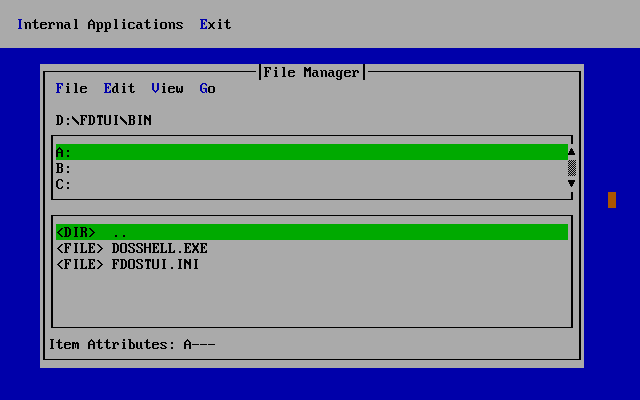 Internal Applications  Exit
File Manager
File  Edit  View  Go
D:\FDTUI\BIN
A:
B:
C:
<DIR>  ..
<FILE> DOSSHELL.EXE
<FILE> FDOSTUI.INI
Item Attributes: A---